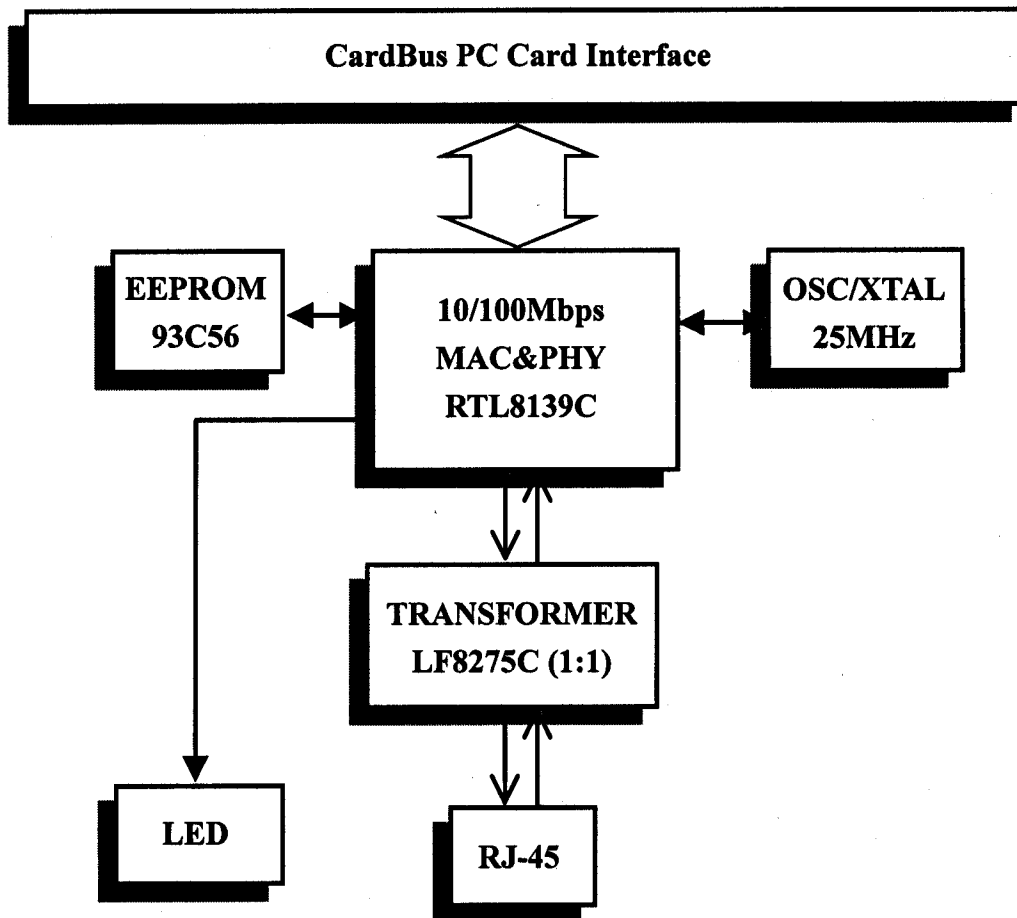 CardBus PC Card Interface
EEPROM
93C56
10/100Mbps
MAC&PHY
RTL8139C
OSC/XTAL
25MHz
TRANSFORMER
LF8275C (1:1)
LED
RJ-45